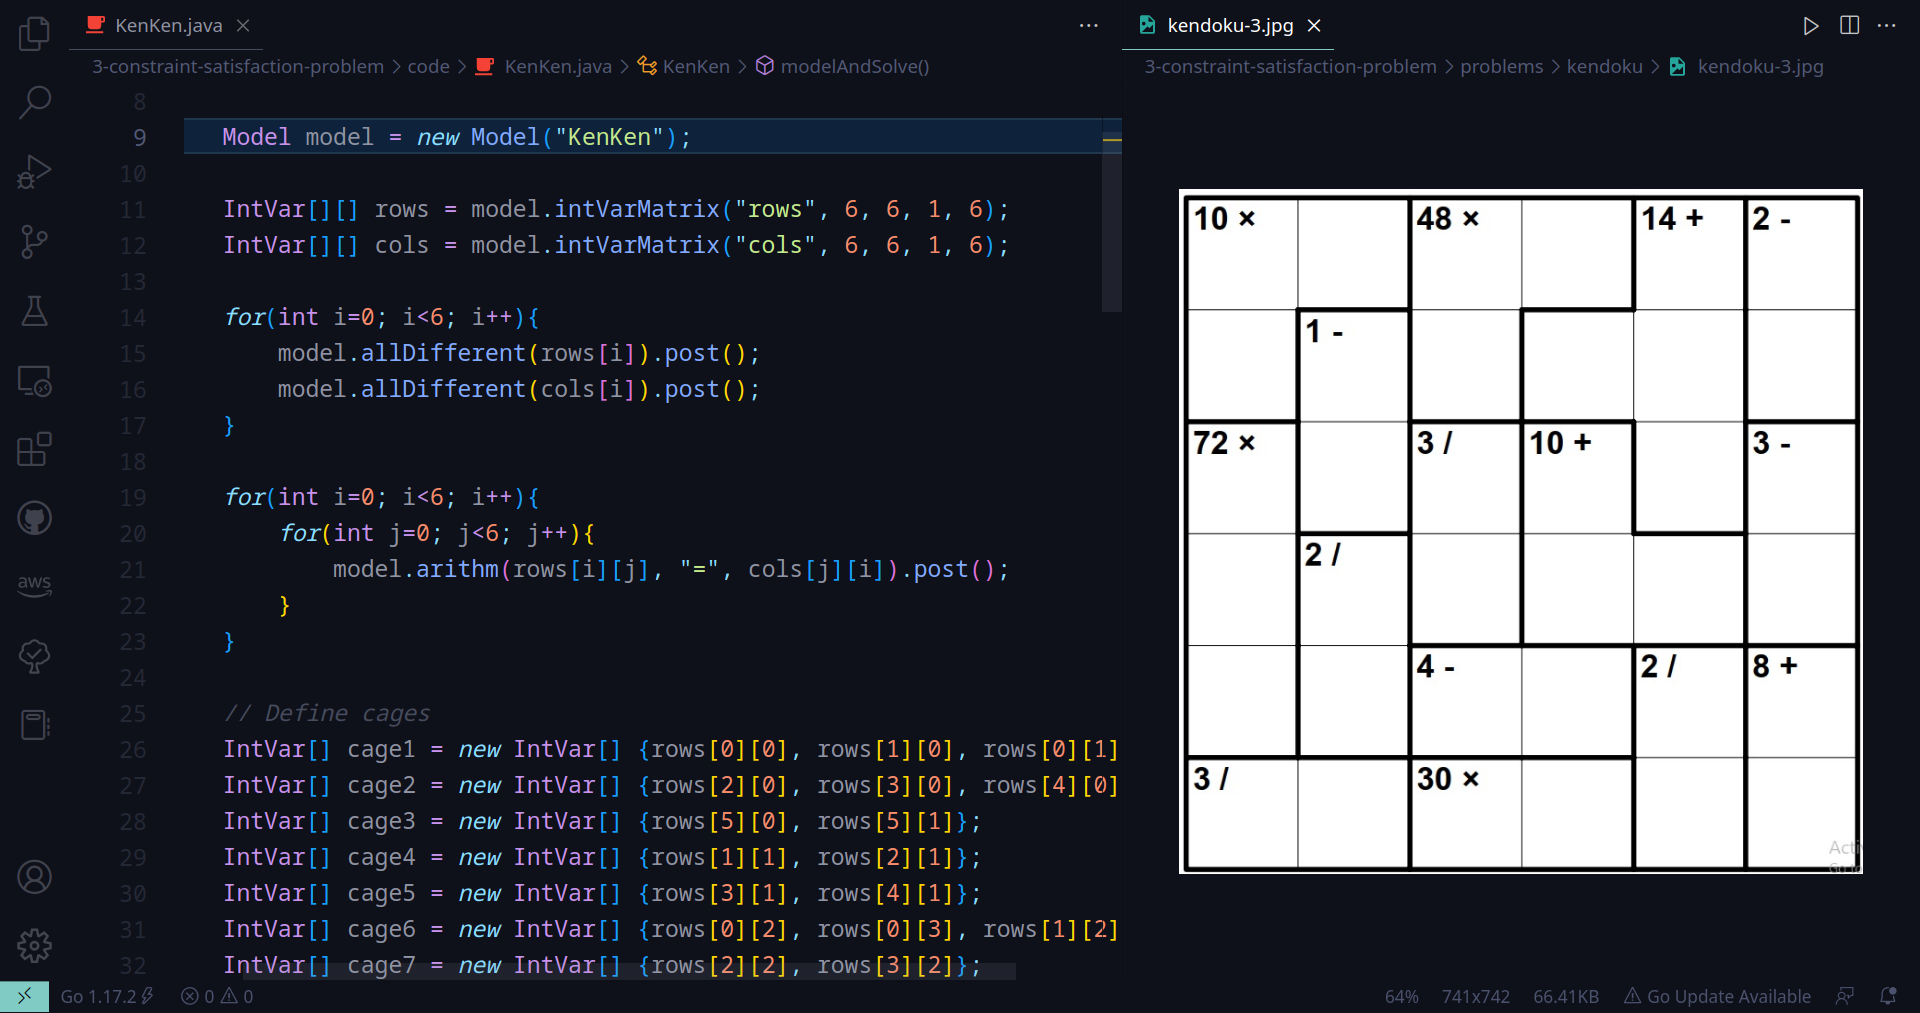 KenKen.java
3-constraint-satisfaction-problem > code > KenKen.java > KenKen > modelAndSolve()
8
9 Model model = new Model("KenKen");
10
11 IntVar[][] rows = model.intVarMatrix("rows", 6, 6, 1, 6);
12 IntVar[][] cols = model.intVarMatrix("cols", 6, 6, 1, 6);
13
14 for(int i=0; i<6; i++){
15 model.allDifferent(rows[i]).post();
16 model.allDifferent(cols[i]).post();
17 }
18
19 for(int i=0; i<6; i++){
20 for(int j=0; j<6; j++){
21 model.arithm(rows[i][j], "=", cols[j][i]).post();
22 }
23 }
24
25 // Define cages
26 IntVar[] cage1 = new IntVar[] {rows[0][0], rows[1][0], rows[0][1]
27 IntVar[] cage2 = new IntVar[] {rows[2][0], rows[3][0], rows[4][0]
28 IntVar[] cage3 = new IntVar[] {rows[5][0], rows[5][1]};
29 IntVar[] cage4 = new IntVar[] {rows[1][1], rows[2][1]};
30 IntVar[] cage5 = new IntVar[] {rows[3][1], rows[4][1]};
31 IntVar[] cage6 = new IntVar[] {rows[0][2], rows[0][3], rows[1][2]
32 IntVar[] cage7 = new IntVar[] {rows[2][2], rows[3][2]};
aws
kendoku-3.jpg
3-constraint-satisfaction-problem > problems > kendoku > kendoku-3.jpg
10 × 48 × 14 + 2 -
1 -
72 × 3 / 10 + 3 -
2 /
4 - 2 / 8 +
3 / 30 ×
Go 1.17.2 0 0 64% 741x742 66.41KB Go Update Available